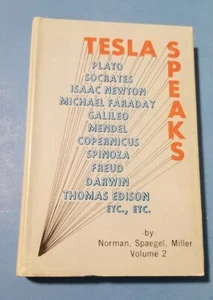 TESLA
SPEAKS
PLATO
SOCRATES
ISAAC NEWTON
MICHAEL FARADAY
GALILEO
MENDEL
COPERNICUS
SPINOZA
FREUD
DARWIN
THOMAS EDISON
ETC., ETC.
-by-
Norman, Spaegel, Miller
Volume 2